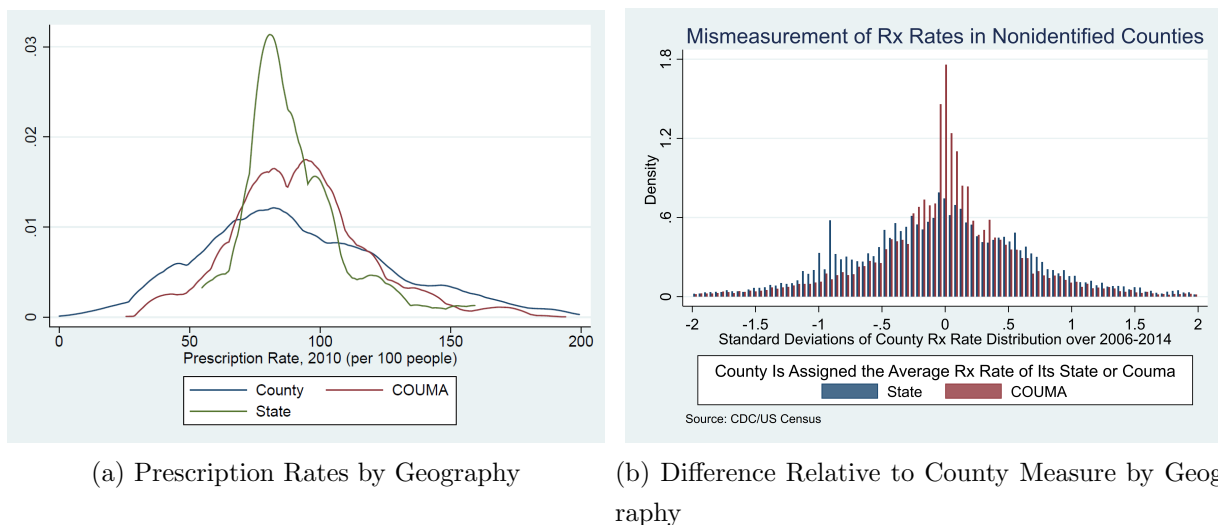 .03
.02
.01
0
0 50 100 150 200
Prescription Rate, 2010 (per 100 people)
County COUMA
State
(a) Prescription Rates by Geography
Mismeasurement of Rx Rates in Nonidentified Counties
Density
1.8
1.2
.6
0
-2 -1.5 -1 -.5 0 .5 1 1.5 2
Standard Deviations of County Rx Rate Distribution over 2006-2014
County Is Assigned the Average Rx Rate of Its State or Couma
State COUMA
Source: CDC/US Census
(b) Difference Relative to County Measure by Geog
raphy